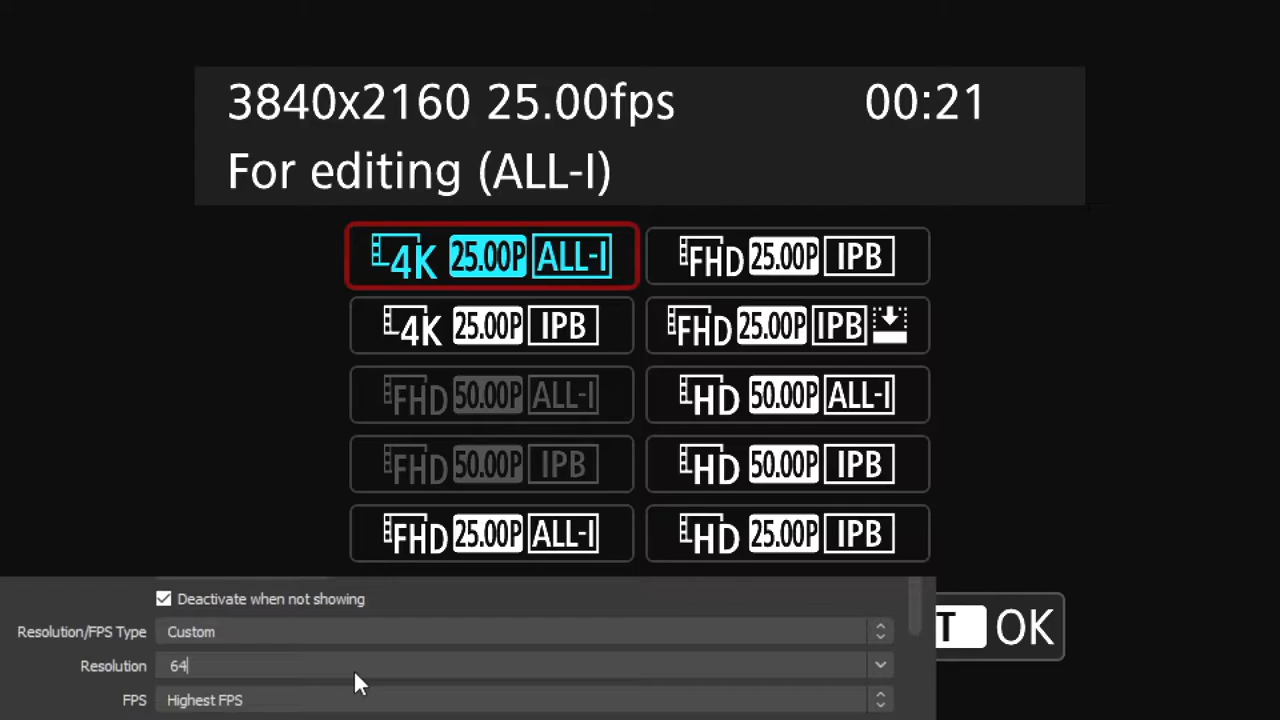 3840x2160 25.00fps 00:21
For editing (ALL-I)
4K 25.00P ALL-I FHD 25.00P IPB
4K 25.00P IPB FHD 25.00P IPB
FHD 50.00P ALL-I HD 50.00P ALL-I
FHD 50.00P IPB HD 50.00P IPB
FHD 25.00P ALL-I HD 25.00P IPB
Deactivate when not showing
T OK
Resolution/FPS Type Custom
Resolution 64
FPS Highest FPS